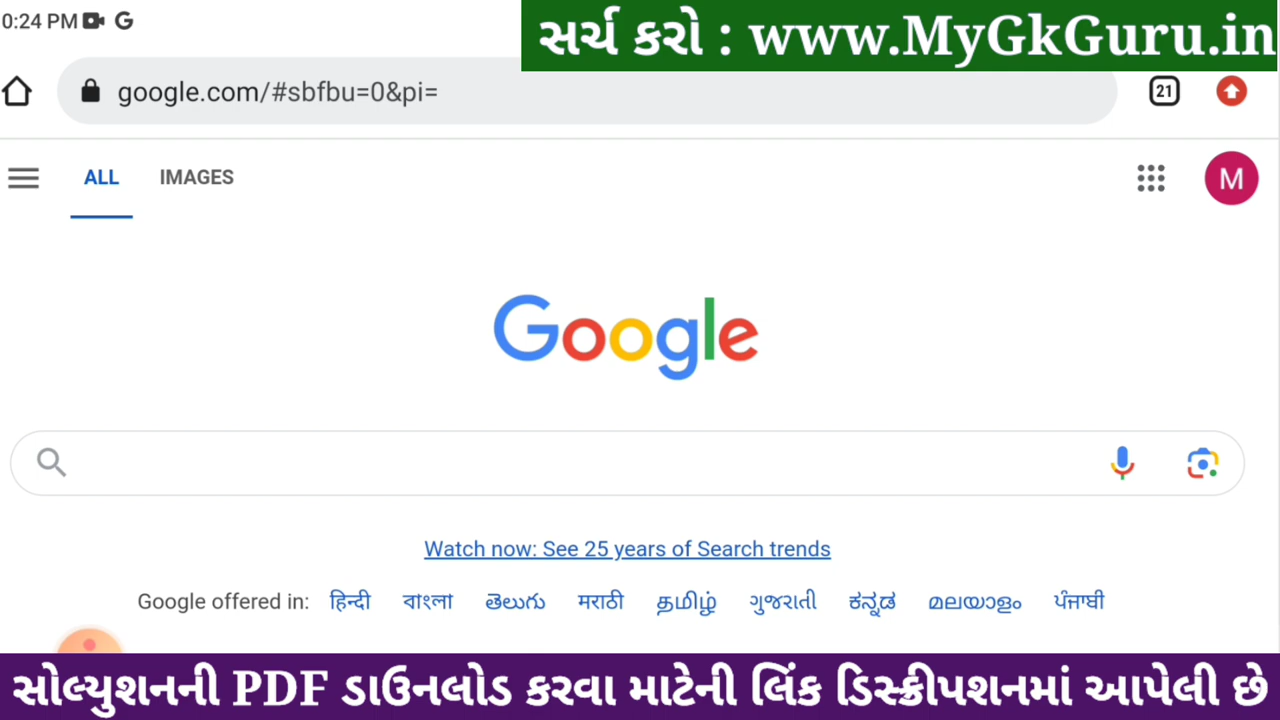 0:24 PM G
સર્ચ કરો : www.MyGkGuru.in
google.com/#sbfbu=0&pi=
21
ALL IMAGES
M
Google
Watch now: See 25 years of Search trends
Google offered in: हिन्दी বাংলা తెలుగు मराठी தமிழ் ગુજરાતી ಕನ್ನಡ മലയാളം ਪੰਜਾਬੀ
સોલ્યુશનની PDF ડાઉનલોડ કરવા માટેની લિંક ડિસ્ક્રીપશનમાં આપેલી છે